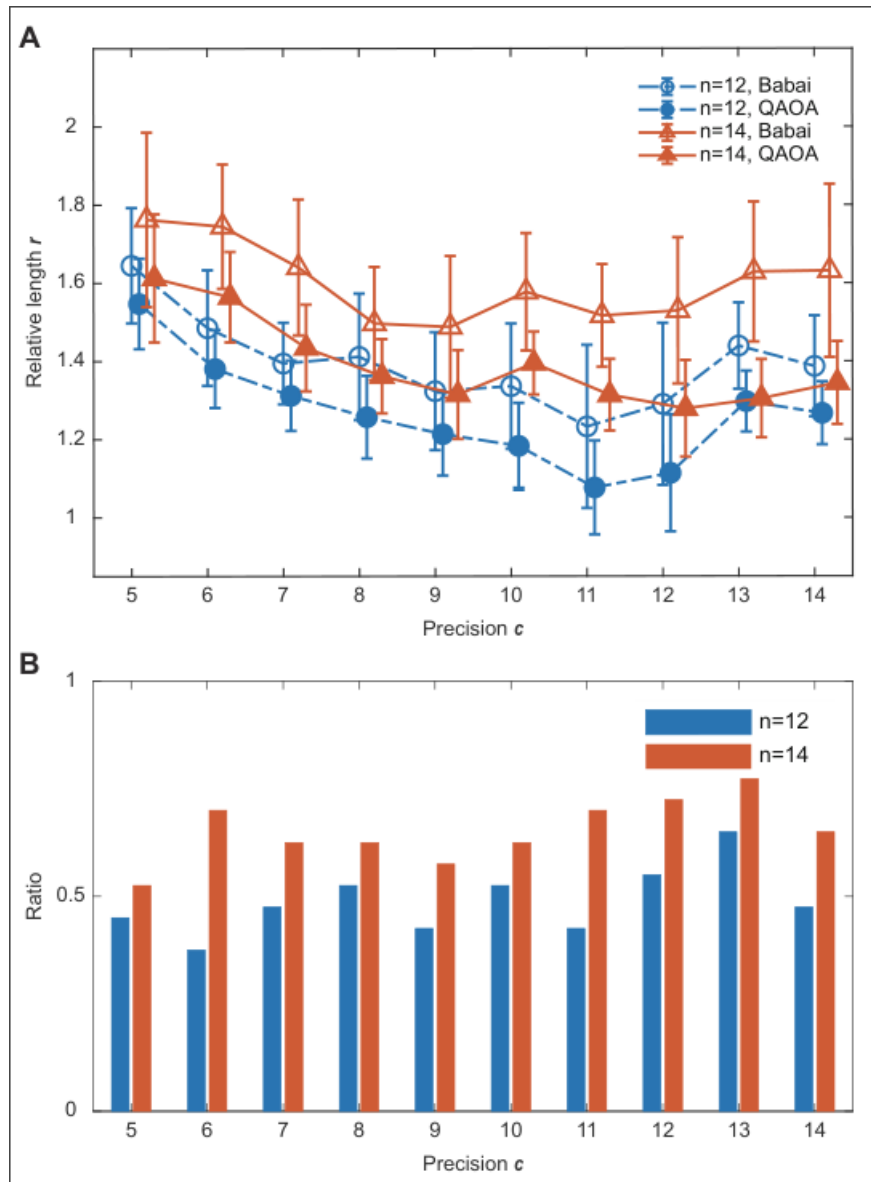 A
2
1.8
1.6
1.4
1.2
1
Relative length r
n=12, Babai
n=12, QAOA
n=14, Babai
n=14, QAOA
5 6 7 8 9 10 11 12 13 14
Precision c
B
1
0.5
0
Ratio
n=12
n=14
5 6 7 8 9 10 11 12 13 14
Precision c